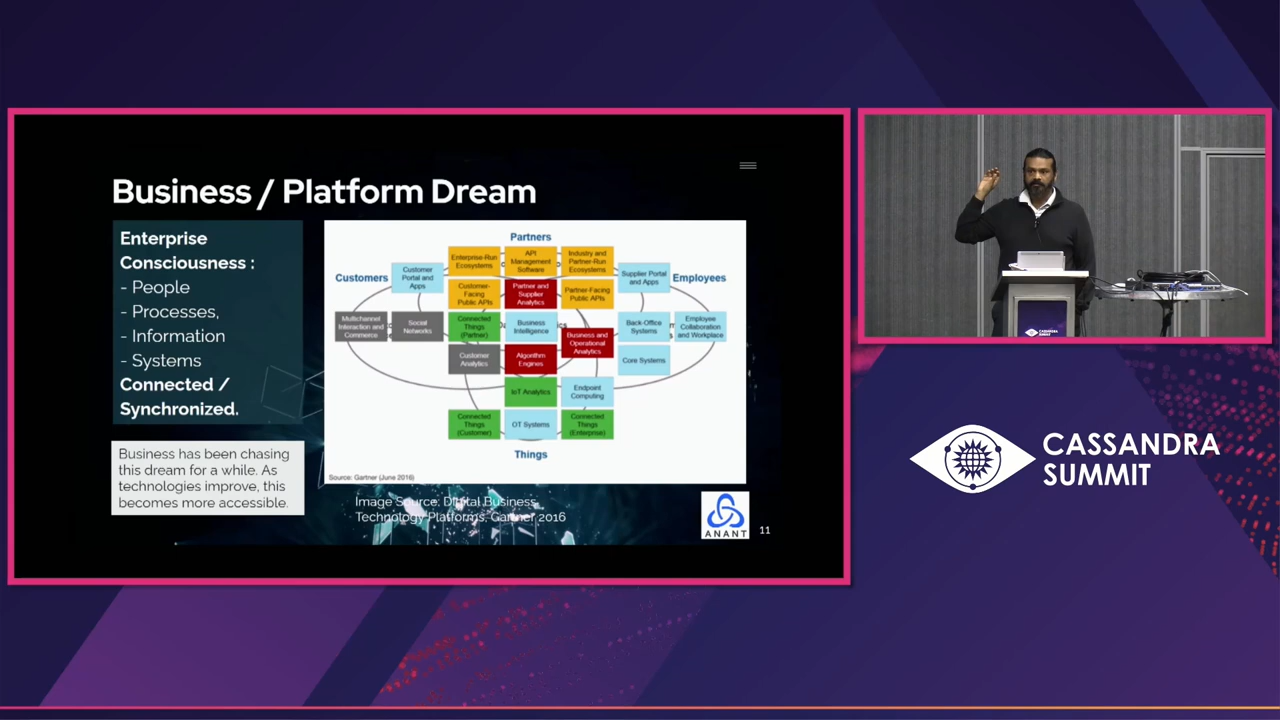 Business / Platform Dream
Enterprise
Consciousness :
- People
- Processes,
- Information
- Systems
Connected /
Synchronized.
Business has been chasing
this dream for a while. As
technologies improve, this
becomes more accessible.
Partners
Customers
Employees
Things
Customer
Portal and
Apps
Enterprise-Run
Ecosystems
API
Management
Software
Industry and
Partner-Run
Ecosystems
Supplier Portal
and Apps
Customer-
Facing
Public APIs
Partner and
Supplier
Analytics
Partner-Facing
Public APIs
Multichannel
Interaction and
Commerce
Social
Networks
Connected
Things
(Partner)
Business
Intelligence
Business and
Operational
Analytics
Back-Office
Systems
Employee
Collaboration
and Workplace
Customer
Analytics
Algorithm
Engines
Core Systems
IoT Analytics
Endpoint
Computing
Connected
Things
(Customer)
OT Systems
Connected
Things
(Enterprise)
Source: Gartner (June 2016)
Image Source: Digital Business
Technology Platforms, Gartner 2016
ANANT
11
CASSANDRA
SUMMIT